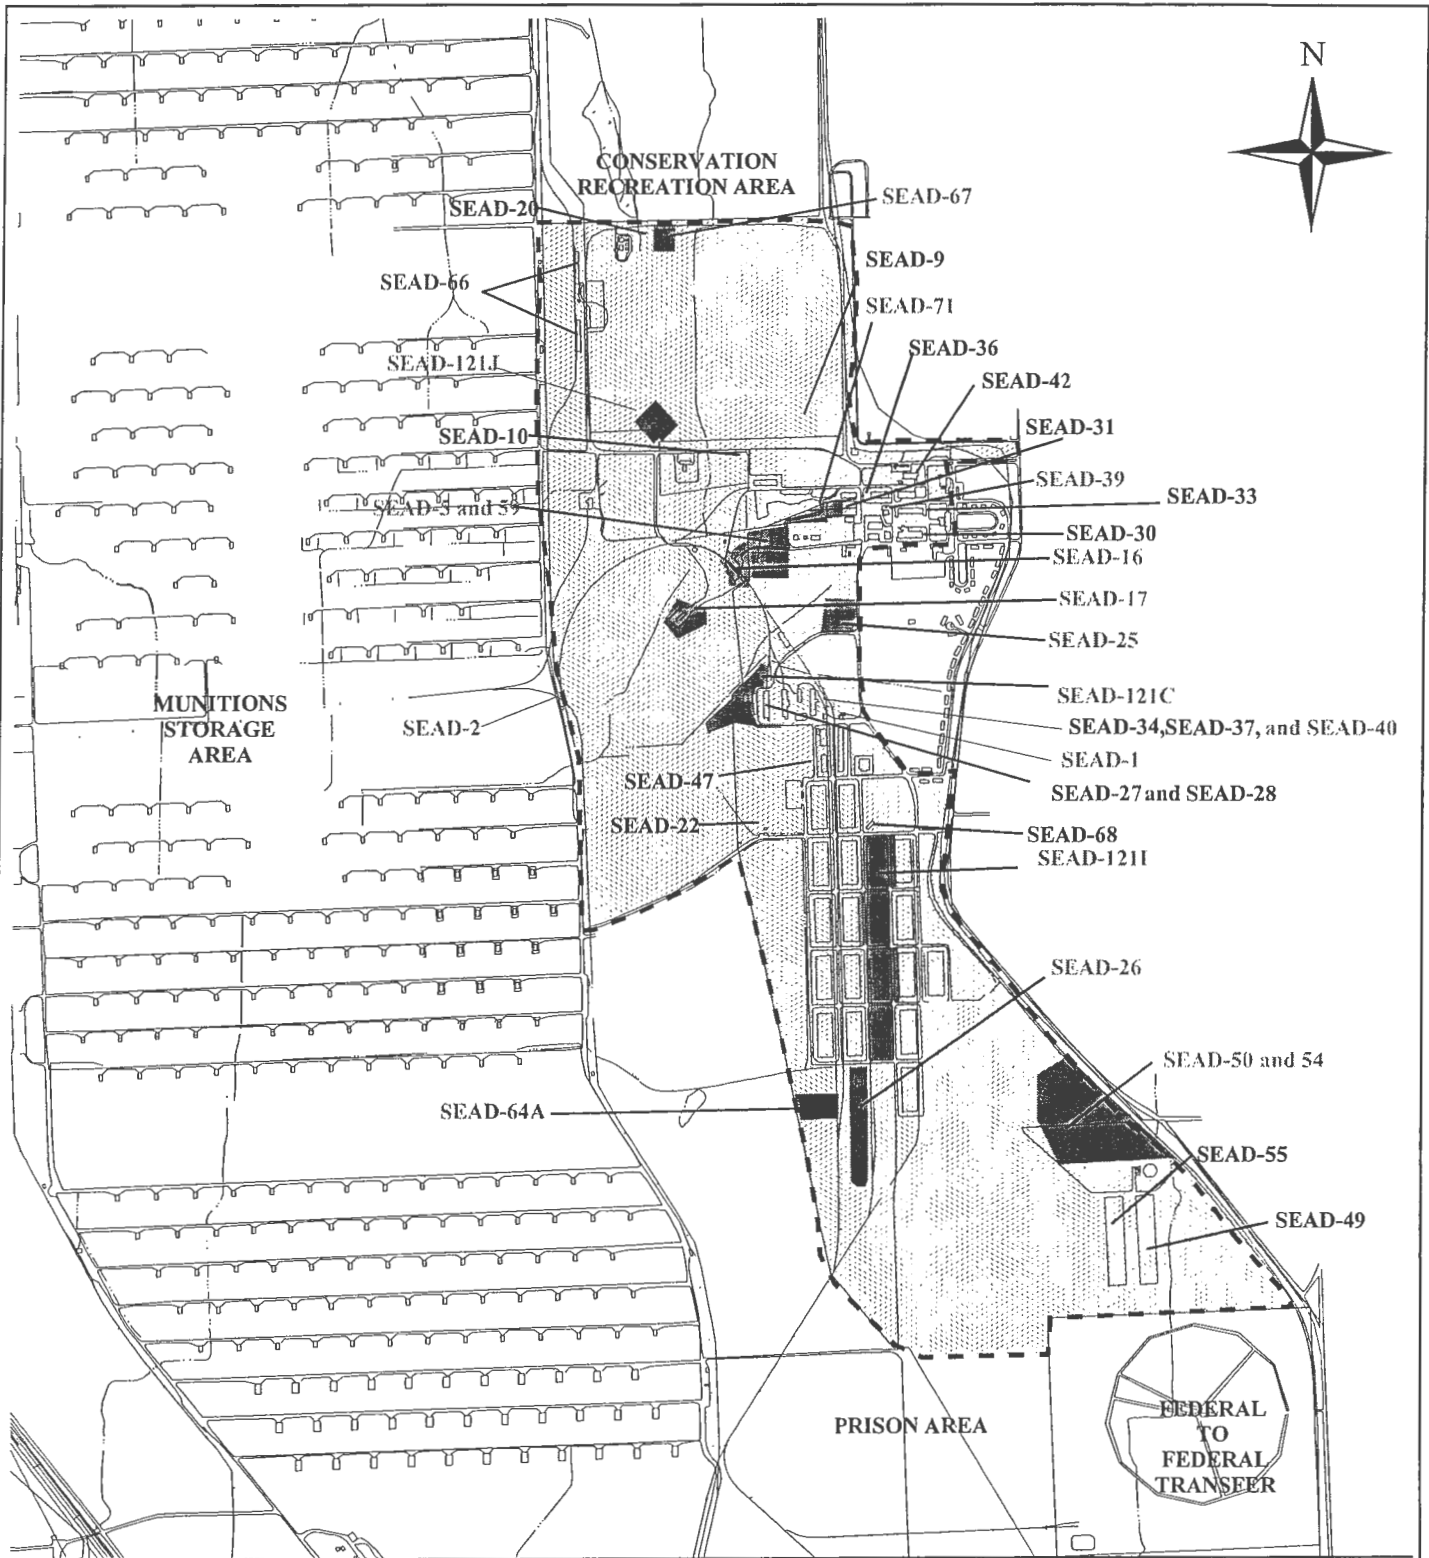 N
CONSERVATION
RECREATION AREA
SEAD-20
SEAD-67
SEAD-9
SEAD-66
SEAD-71
SEAD-36
SEAD-121J
SEAD-42
SEAD-10
SEAD-31
SEAD-39
SEAD-33
SEAD-5 and 59
SEAD-30
SEAD-16
SEAD-17
SEAD-25
SEAD-121C
MUNITIONS
STORAGE
AREA
SEAD-2
SEAD-34,SEAD-37, and SEAD-40
SEAD-1
SEAD-47
SEAD-27 and SEAD-28
SEAD-22
SEAD-68
SEAD-121I
SEAD-26
SEAD-50 and 54
SEAD-64A
SEAD-55
SEAD-49
PRISON AREA
FEDERAL
TO
FEDERAL
TRANSFER